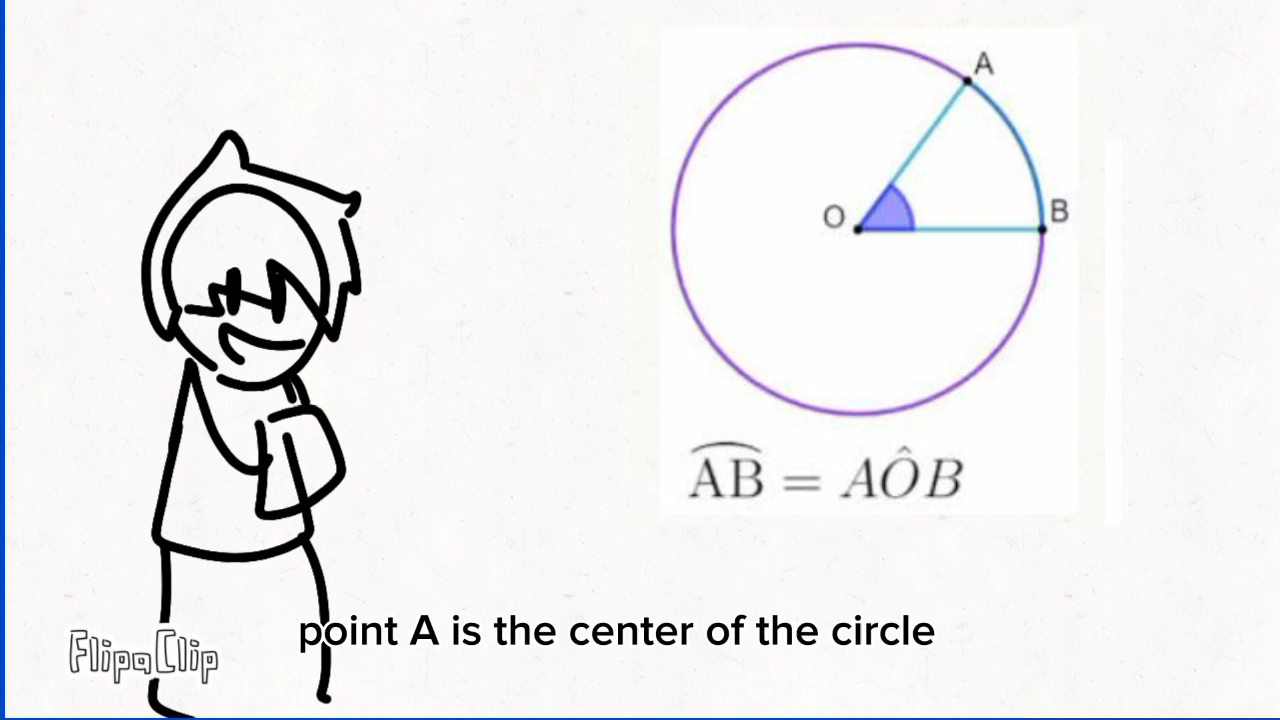 A
O
B
AB = AÔB
point A is the center of the circle
FlipaClip